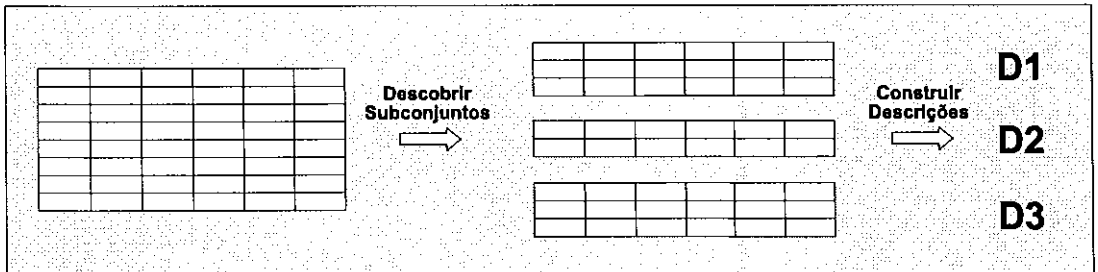 Descobrir
Subconjuntos
Construir
Descrições
D1
D2
D3